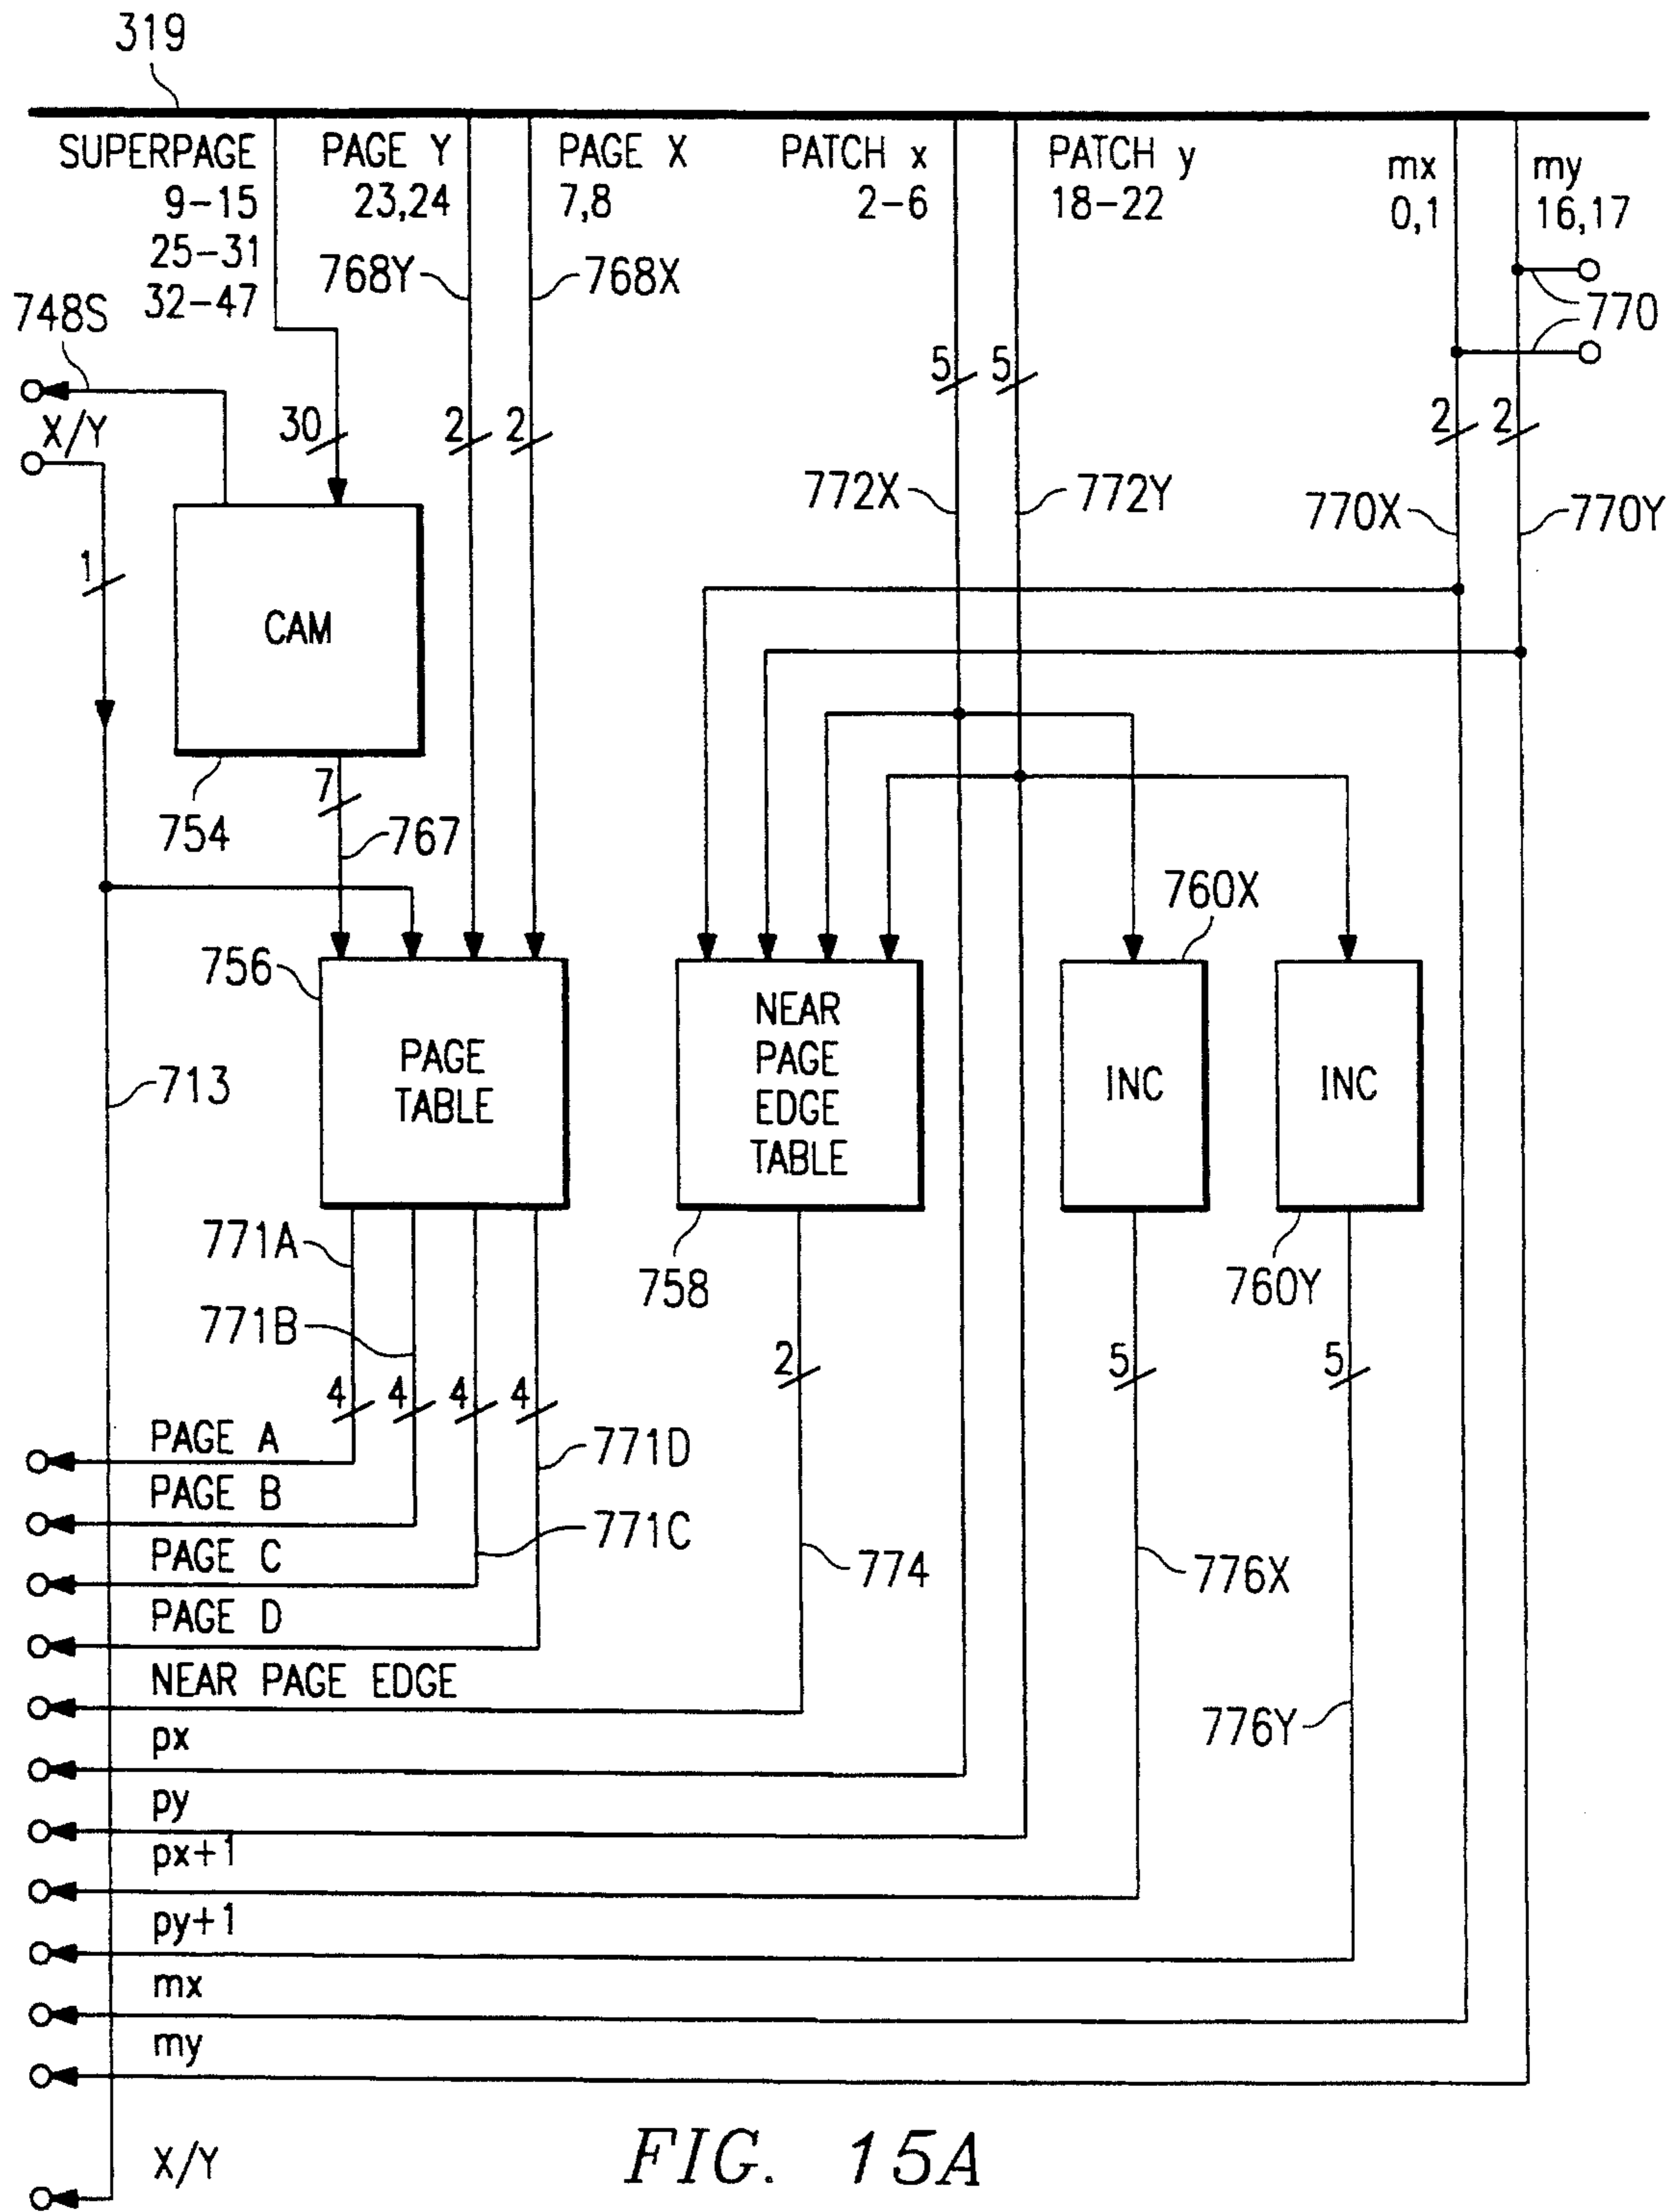 319
SUPERPAGE
9-15
25-31
32-47
PAGE Y
23,24
PAGE X
7,8
PATCH x
2-6
PATCH y
18-22
mx
0,1
my
16,17
748S
768Y
768X
770
X/Y
30
2
2
5
5
2
2
772X
772Y
770X
770Y
1
CAM
754
7
767
756
PAGE
TABLE
NEAR
PAGE
EDGE
TABLE
760X
INC
INC
713
771A
771B
758
760Y
4
4
4
4
2
5
5
771D
771C
774
776X
776Y
PAGE A
PAGE B
PAGE C
PAGE D
NEAR PAGE EDGE
px
py
px+1
py+1
mx
my
X/Y
FIG. 15A